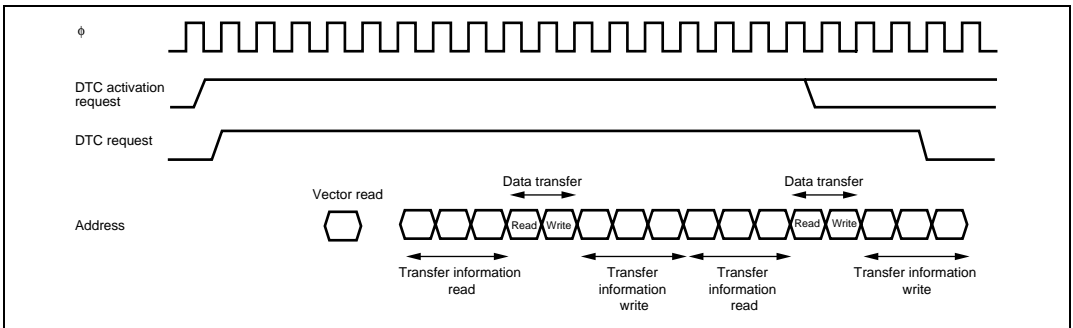 φ
DTC activation
request
DTC request
Data transfer
Data transfer
Vector read
Address
Read
Write
Read
Write
Transfer information
read
Transfer
information
write
Transfer
information
read
Transfer information
write